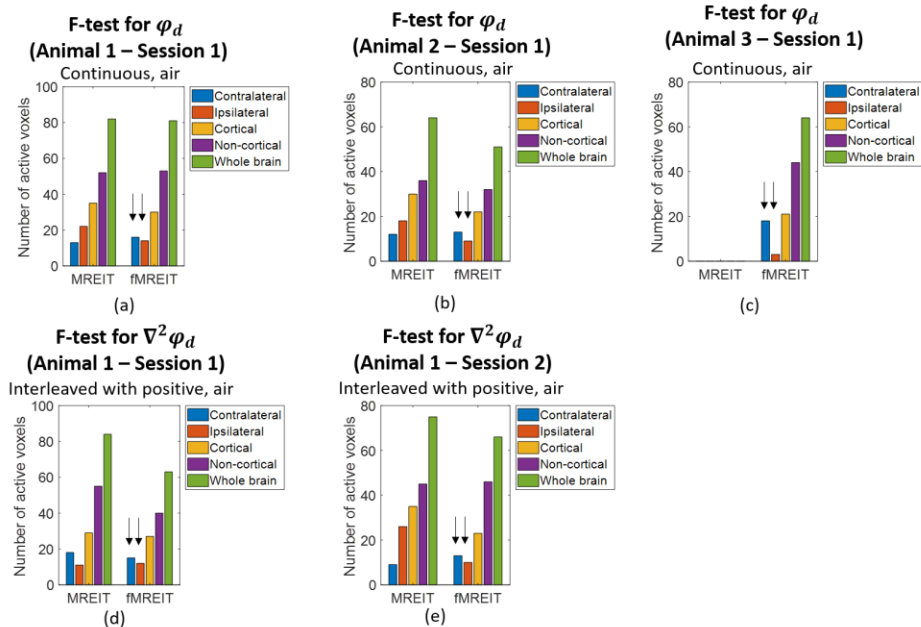 F-test for φ_d
(Animal 1 – Session 1)
Continuous, air
100
80
60
40
20
0
Number of active voxels
MREIT fMREIT
Contralateral
Ipsilateral
Cortical
Non-cortical
Whole brain
(a)
F-test for φ_d
(Animal 2 – Session 1)
Continuous, air
80
60
40
20
0
Number of active voxels
MREIT fMREIT
Contralateral
Ipsilateral
Cortical
Non-cortical
Whole brain
(b)
F-test for φ_d
(Animal 3 – Session 1)
Continuous, air
80
60
40
20
0
Number of active voxels
MREIT fMREIT
Contralateral
Ipsilateral
Cortical
Non-cortical
Whole brain
(c)
F-test for ∇²φ_d
(Animal 1 – Session 1)
Interleaved with positive, air
100
80
60
40
20
0
Number of active voxels
MREIT fMREIT
Contralateral
Ipsilateral
Cortical
Non-cortical
Whole brain
(d)
F-test for ∇²φ_d
(Animal 1 – Session 2)
Interleaved with positive, air
80
60
40
20
0
Number of active voxels
MREIT fMREIT
Contralateral
Ipsilateral
Cortical
Non-cortical
Whole brain
(e)